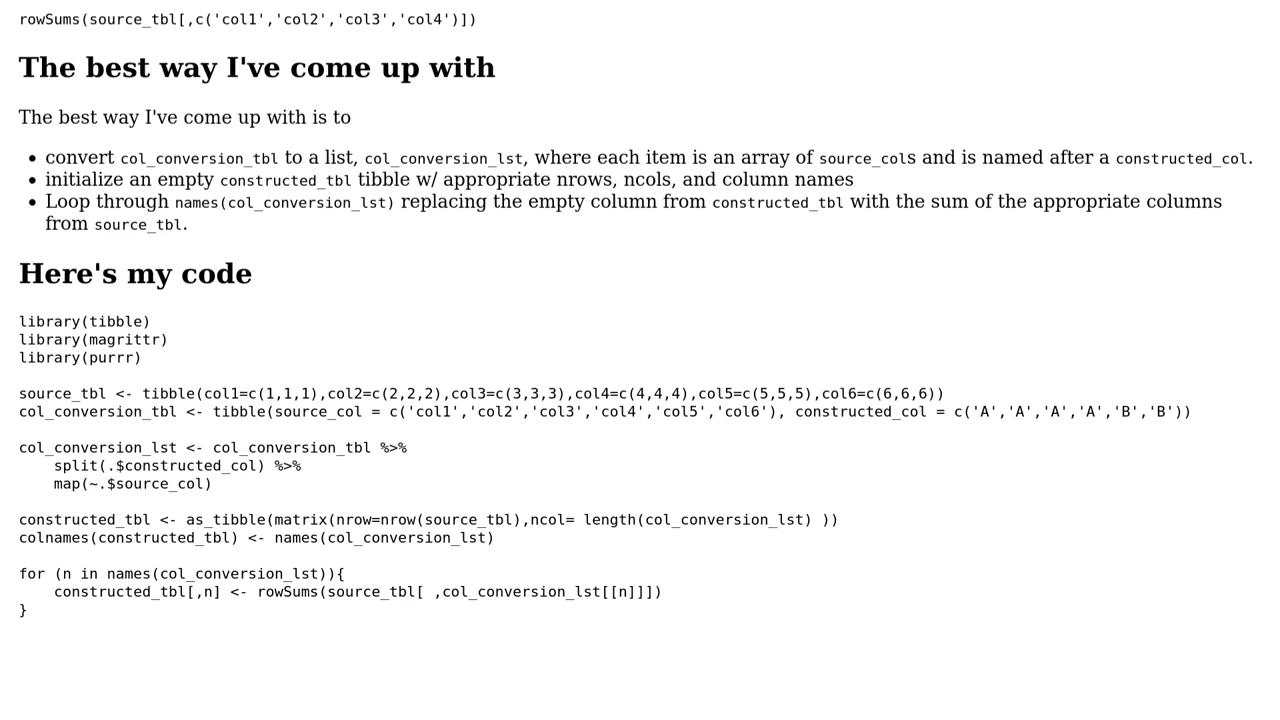 rowSums(source_tbl[,c('col1','col2','col3','col4')])
The best way I've come up with
The best way I've come up with is to
• convert col_conversion_tbl to a list, col_conversion_lst, where each item is an array of source_cols and is named after a constructed_col.
• initialize an empty constructed_tbl tibble w/ appropriate nrows, ncols, and column names
• Loop through names(col_conversion_lst) replacing the empty column from constructed_tbl with the sum of the appropriate columns
from source_tbl.
Here's my code
library(tibble)
library(magrittr)
library(purrr)
source_tbl <- tibble(col1=c(1,1,1),col2=c(2,2,2),col3=c(3,3,3),col4=c(4,4,4),col5=c(5,5,5),col6=c(6,6,6))
col_conversion_tbl <- tibble(source_col = c('col1','col2','col3','col4','col5','col6'), constructed_col = c('A','A','A','A','B','B'))
col_conversion_lst <- col_conversion_tbl %>%
    split(.$constructed_col) %>%
    map(~.$source_col)
constructed_tbl <- as_tibble(matrix(nrow=nrow(source_tbl),ncol= length(col_conversion_lst) ))
colnames(constructed_tbl) <- names(col_conversion_lst)
for (n in names(col_conversion_lst)){
    constructed_tbl[,n] <- rowSums(source_tbl[ ,col_conversion_lst[[n]]])
}